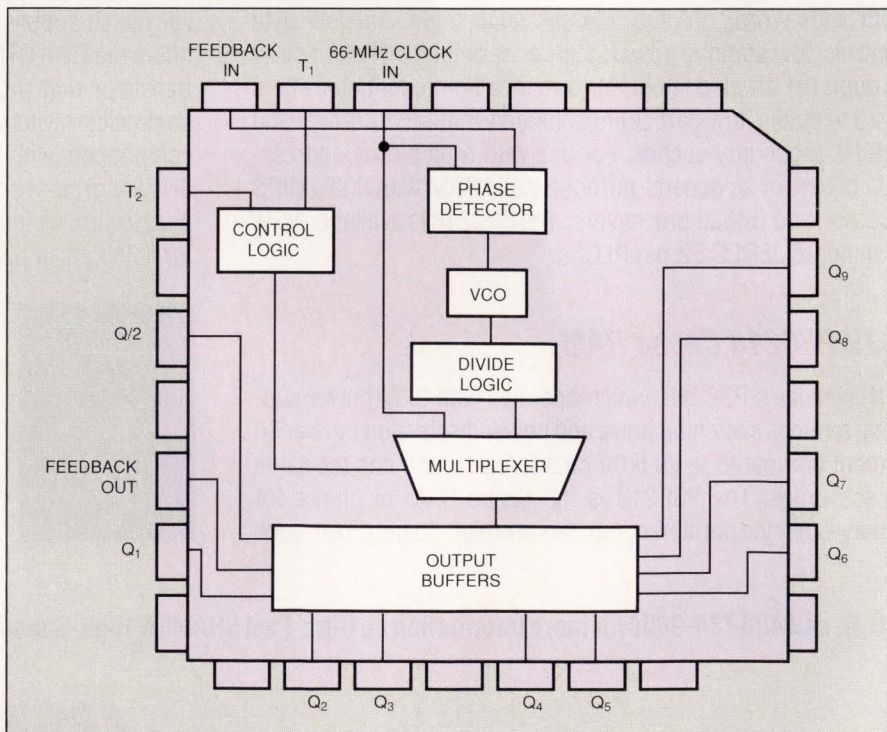 FEEDBACK IN
T₁
66-MHz CLOCK IN
T₂
CONTROL LOGIC
PHASE DETECTOR
Q₉
VCO
Q/2
Q₈
DIVIDE LOGIC
FEEDBACK OUT
MULTIPLEXER
Q₇
Q₁
OUTPUT BUFFERS
Q₆
Q₂
Q₃
Q₄
Q₅